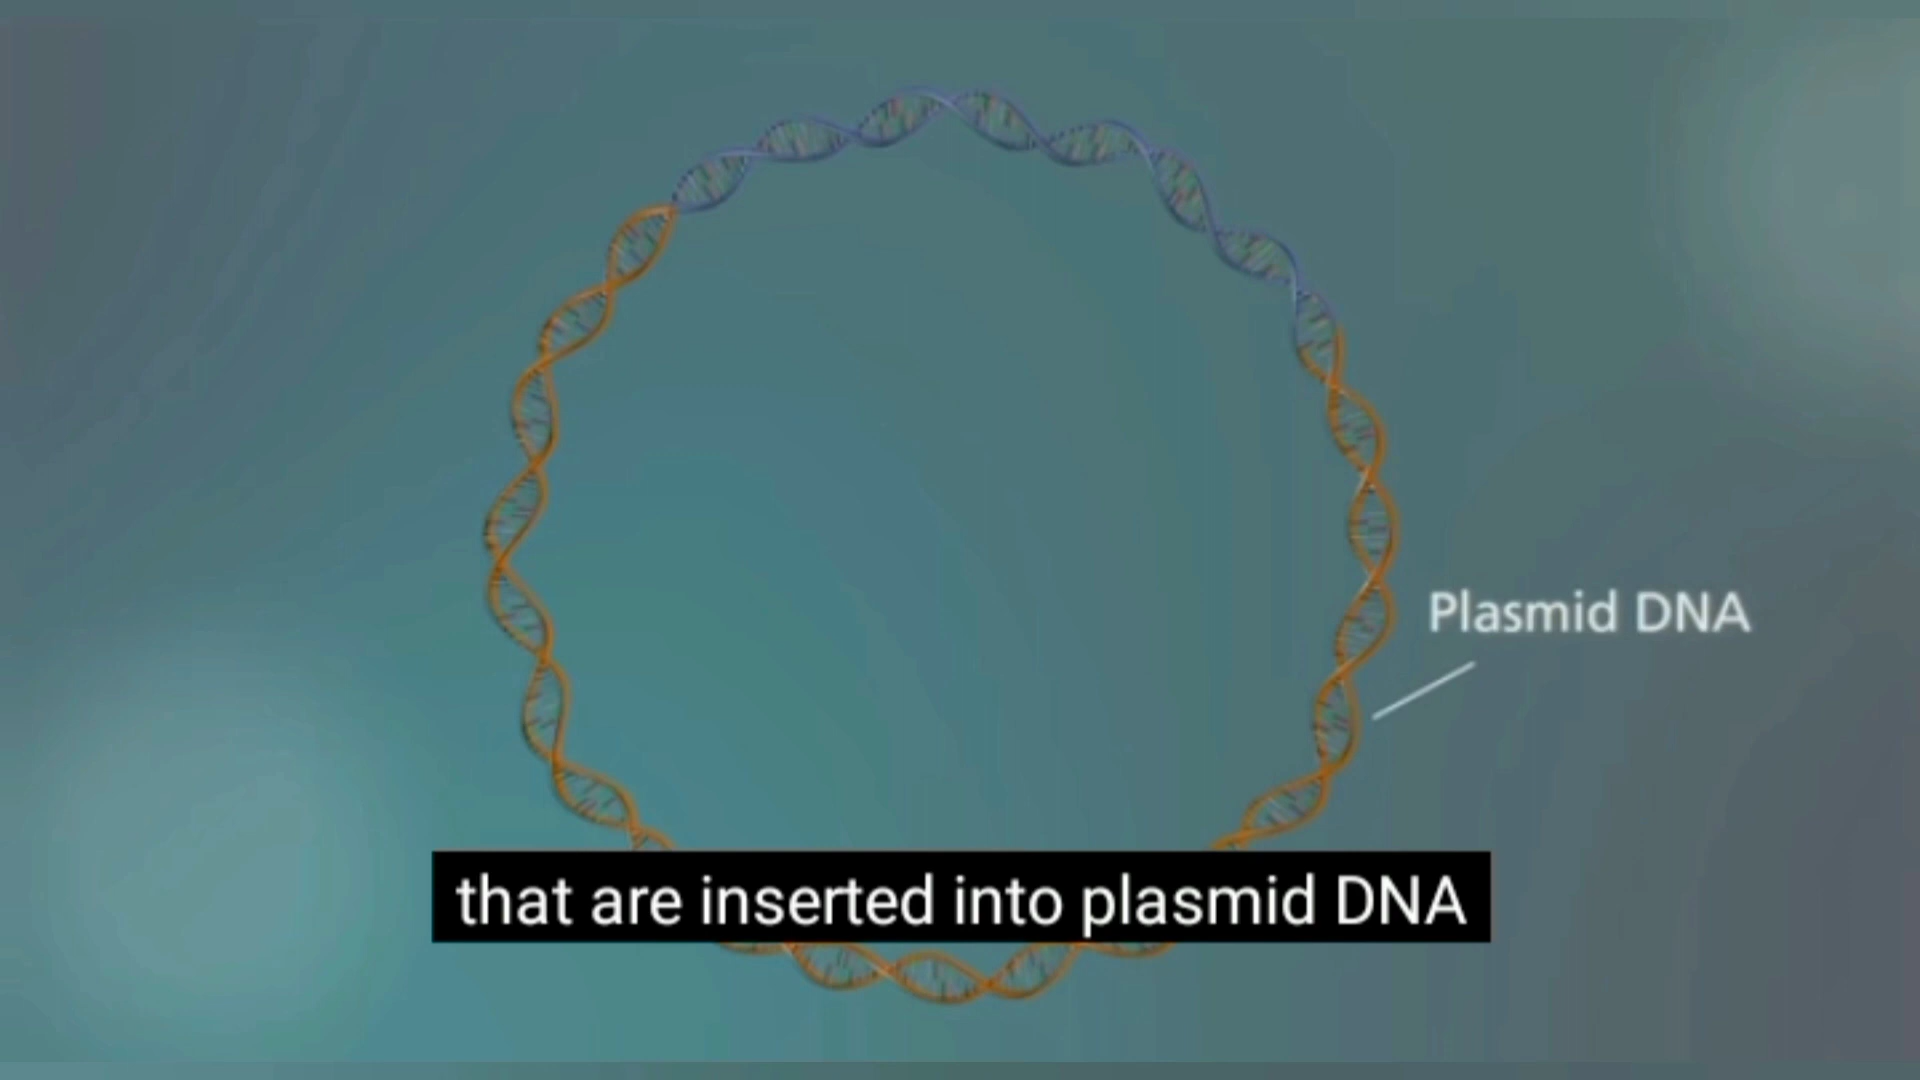 Plasmid DNA
that are inserted into plasmid DNA